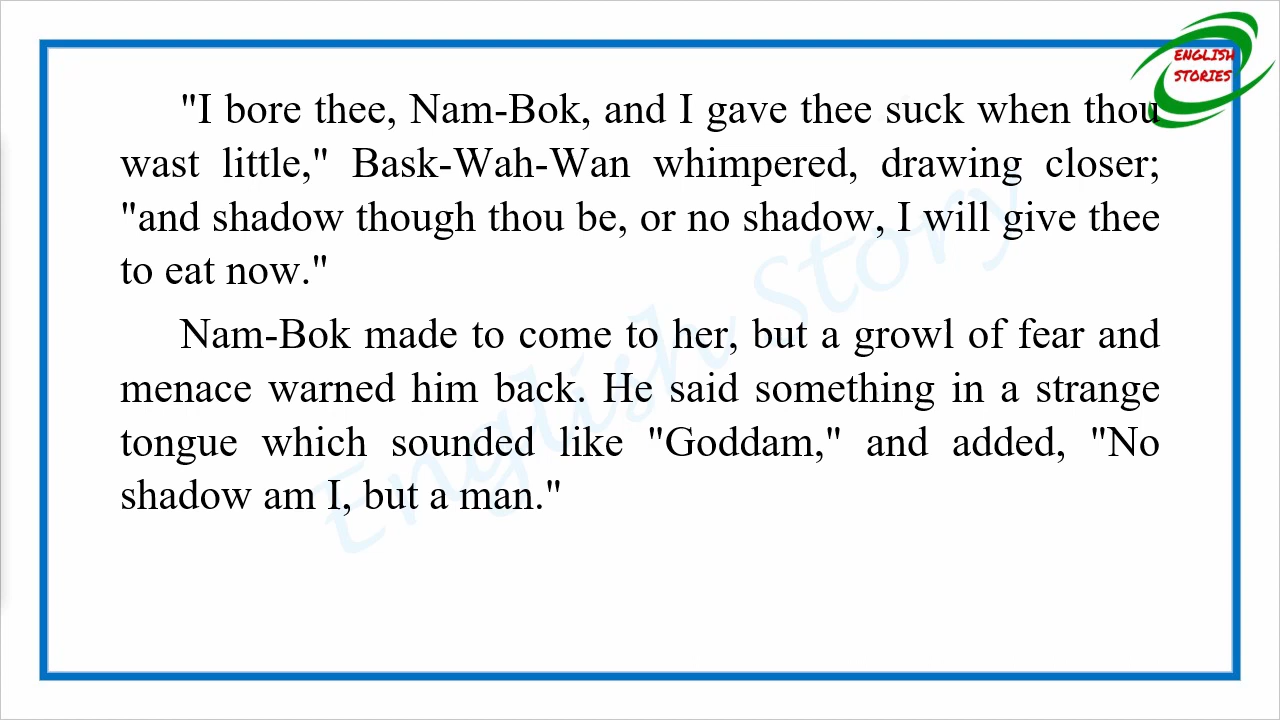 ENGLISH
STORIES
"I bore thee, Nam-Bok, and I gave thee suck when thou
wast little," Bask-Wah-Wan whimpered, drawing closer;
"and shadow though thou be, or no shadow, I will give thee
to eat now."
Nam-Bok made to come to her, but a growl of fear and
menace warned him back. He said something in a strange
tongue which sounded like "Goddam," and added, "No
shadow am I, but a man."
English Story